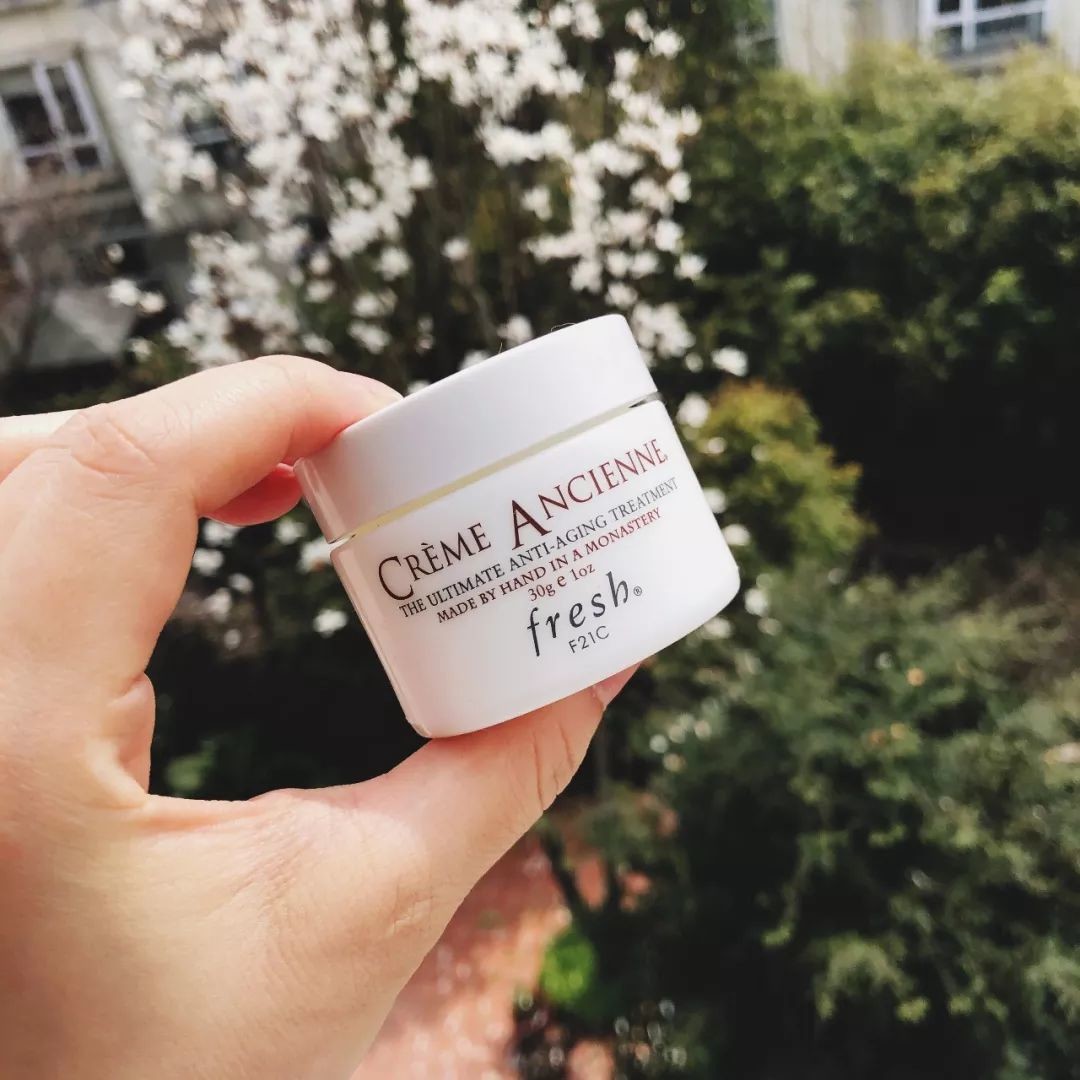 CRÈME ANCIENNE®
THE ULTIMATE ANTI-AGING TREATMENT
MADE BY HAND IN A MONASTERY
30g e 1oz
fresh®
F21C